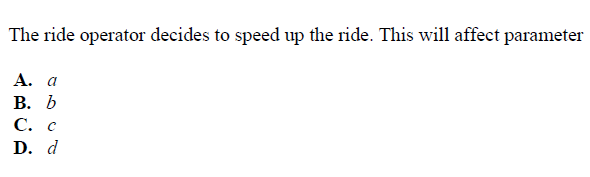 The ride operator decides to speed up the ride. This will affect parameter
A. a
B. b
C. c
D. d